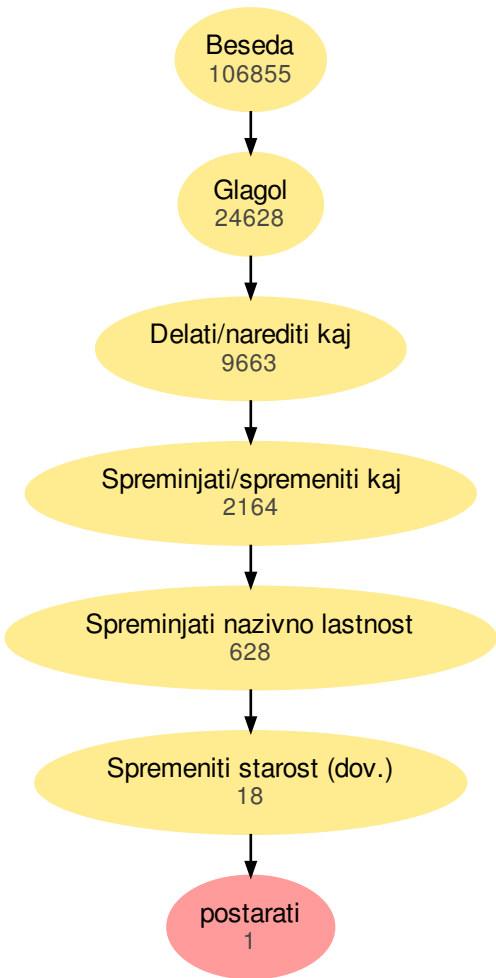 Beseda
106855
Glagol
24628
Delati/narediti kaj
9663
Spreminjati/spremeniti kaj
2164
Spreminjati nazivno lastnost
628
Spremeniti starost (dov.)
18
postarati
1